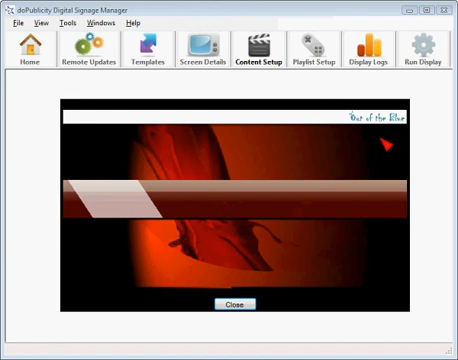 doPublicity Digital Signage Manager
File View Tools Windows Help
Home Remote Updates Templates Screen Details Content Setup Playlist Setup Display Logs Run Display
Out of the Blue
Close